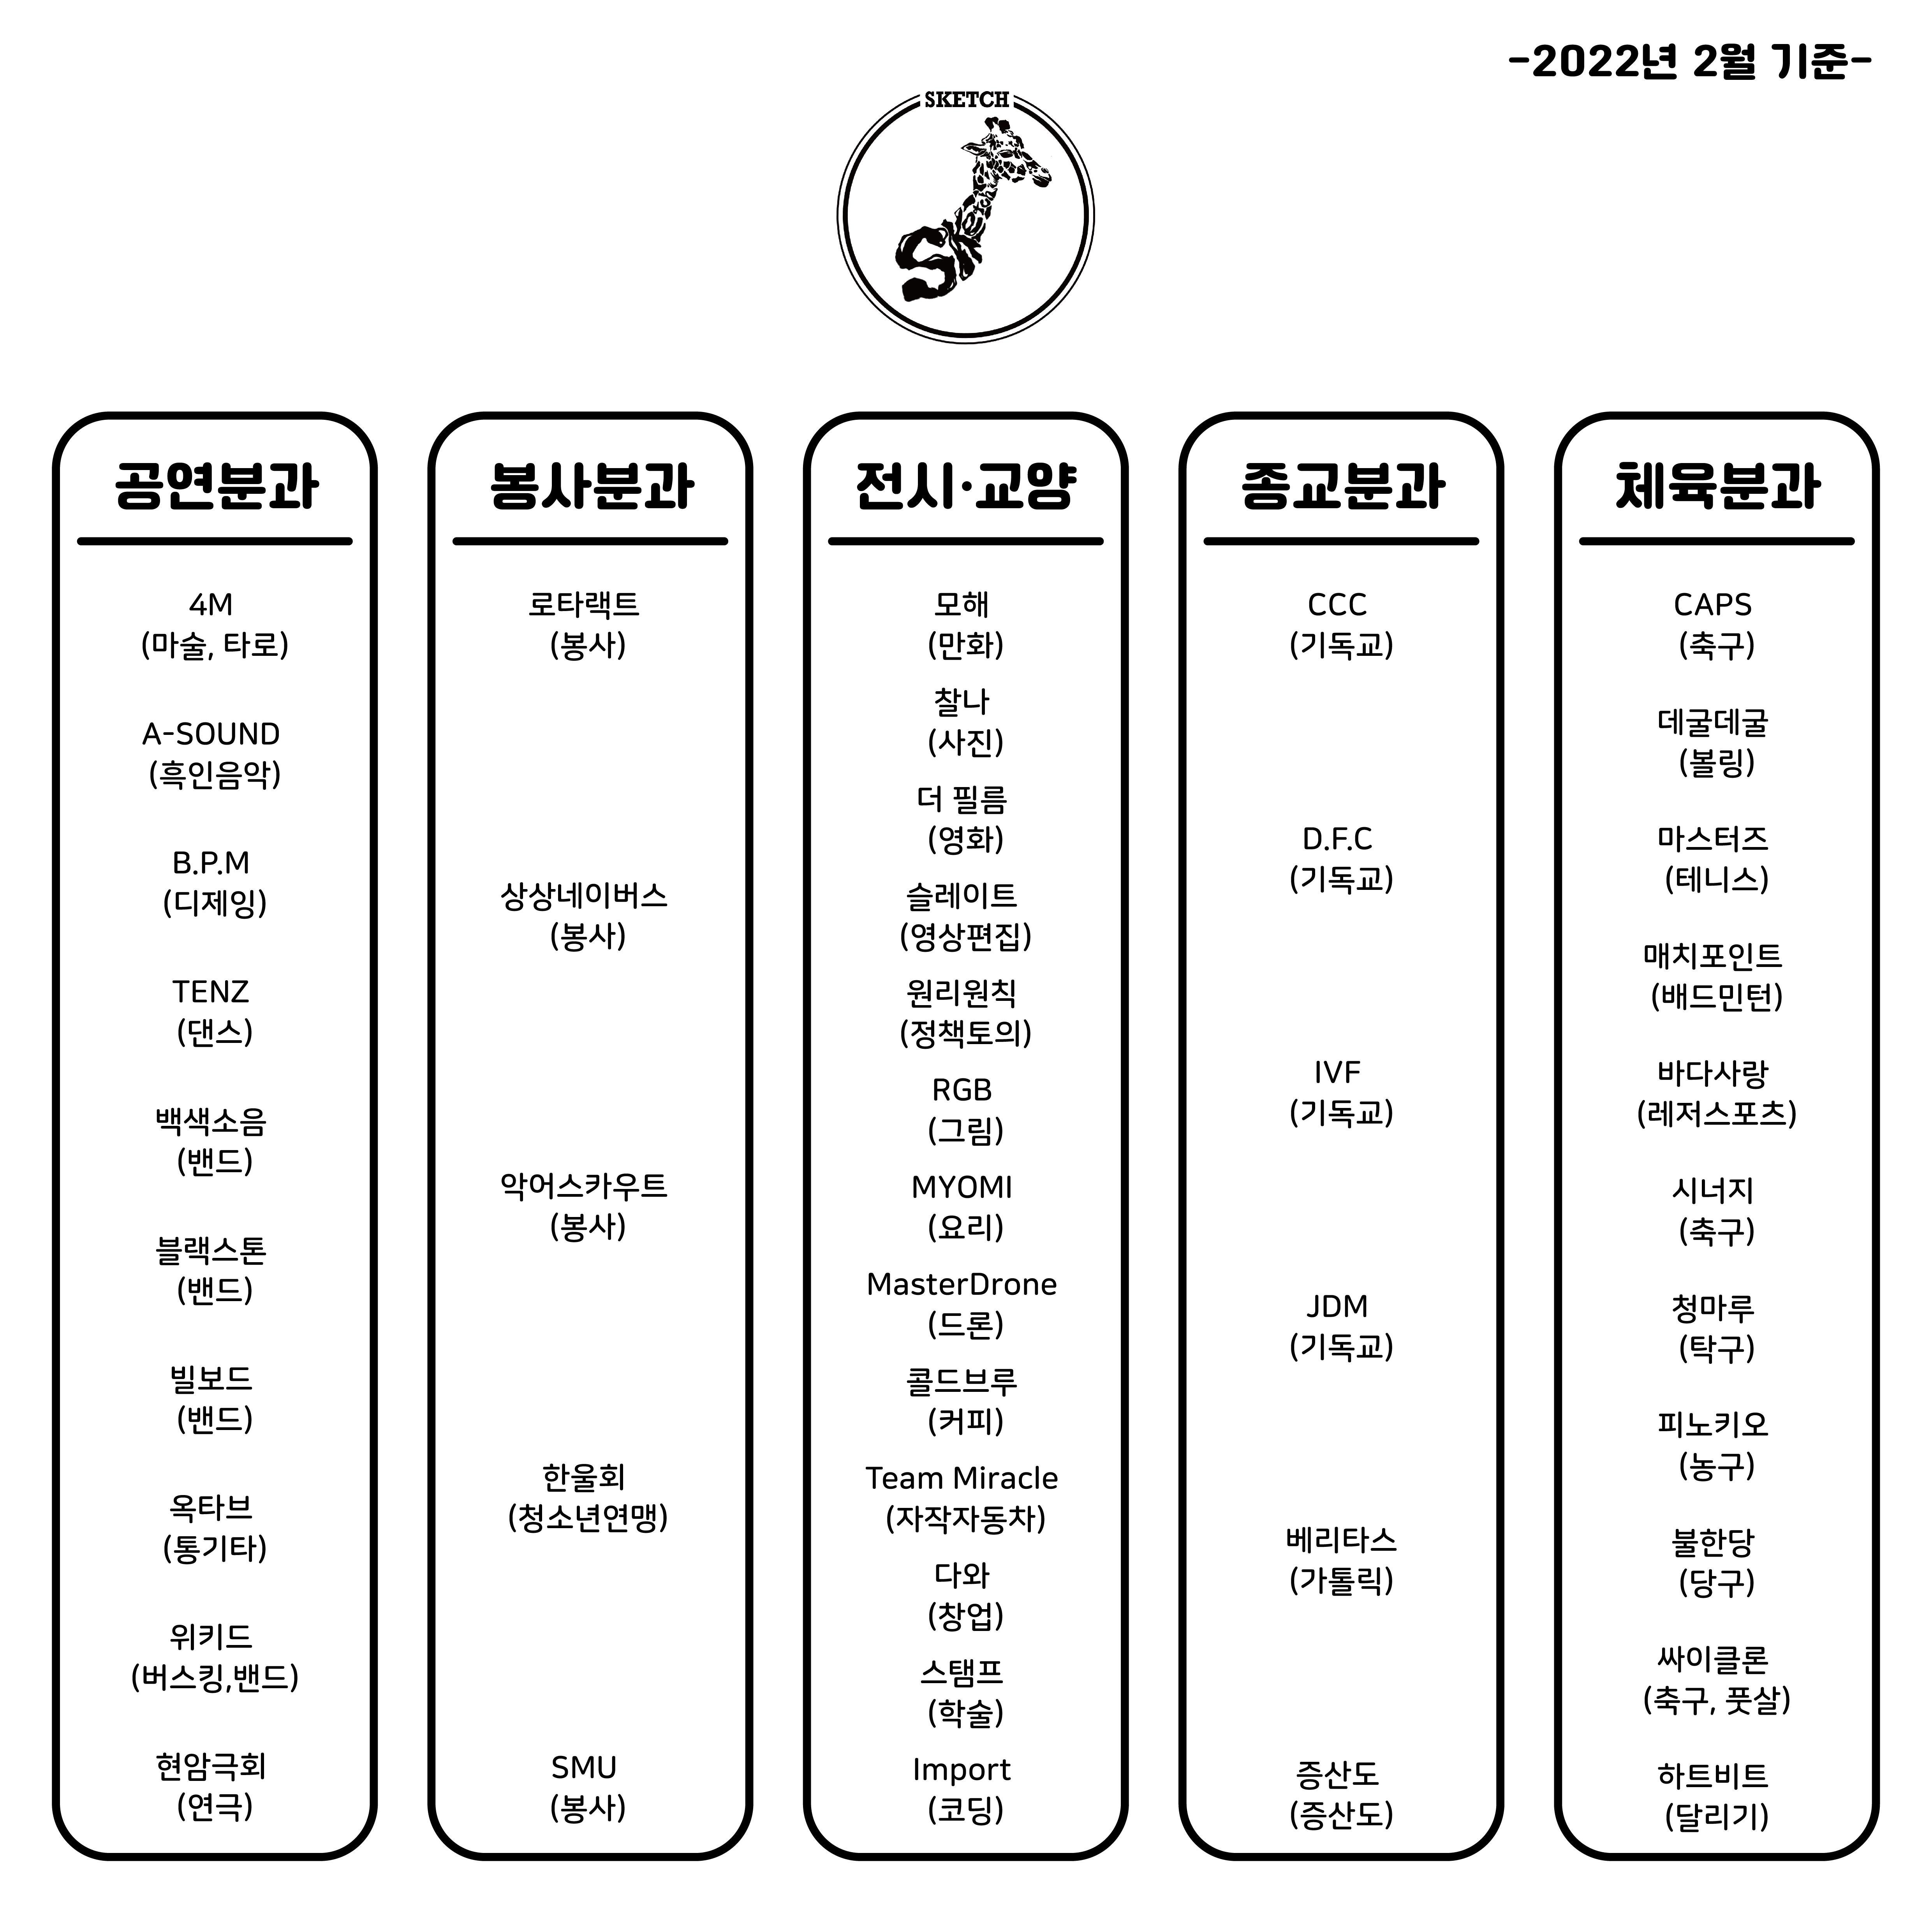 -2022년 2월 기준-
SKETCH
공연분과
4M
(마술, 타로)
A-SOUND
(흑인음악)
B.P.M
(디제잉)
TENZ
(댄스)
백색소음
(밴드)
블랙스톤
(밴드)
빌보드
(밴드)
옥타브
(통기타)
위키드
(버스킹,밴드)
현암극회
(연극)
봉사분과
로타랙트
(봉사)
상상네이버스
(봉사)
악어스카우트
(봉사)
한울회
(청소년연맹)
SMU
(봉사)
전시·교양
모해
(만화)
찰나
(사진)
더 필름
(영화)
슬레이트
(영상편집)
원리원칙
(정책토의)
RGB
(그림)
MYOMI
(요리)
MasterDrone
(드론)
콜드브루
(커피)
Team Miracle
(자작자동차)
다와
(창업)
스탬프
(학술)
Import
(코딩)
종교분과
CCC
(기독교)
D.F.C
(기독교)
IVF
(기독교)
JDM
(기독교)
베리타스
(가톨릭)
증산도
(증산도)
체육분과
CAPS
(축구)
데굴데굴
(볼링)
마스터즈
(테니스)
매치포인트
(배드민턴)
바다사랑
(레저스포츠)
시너지
(축구)
청마루
(탁구)
피노키오
(농구)
불한당
(당구)
싸이클론
(축구, 풋살)
하트비트
(달리기)